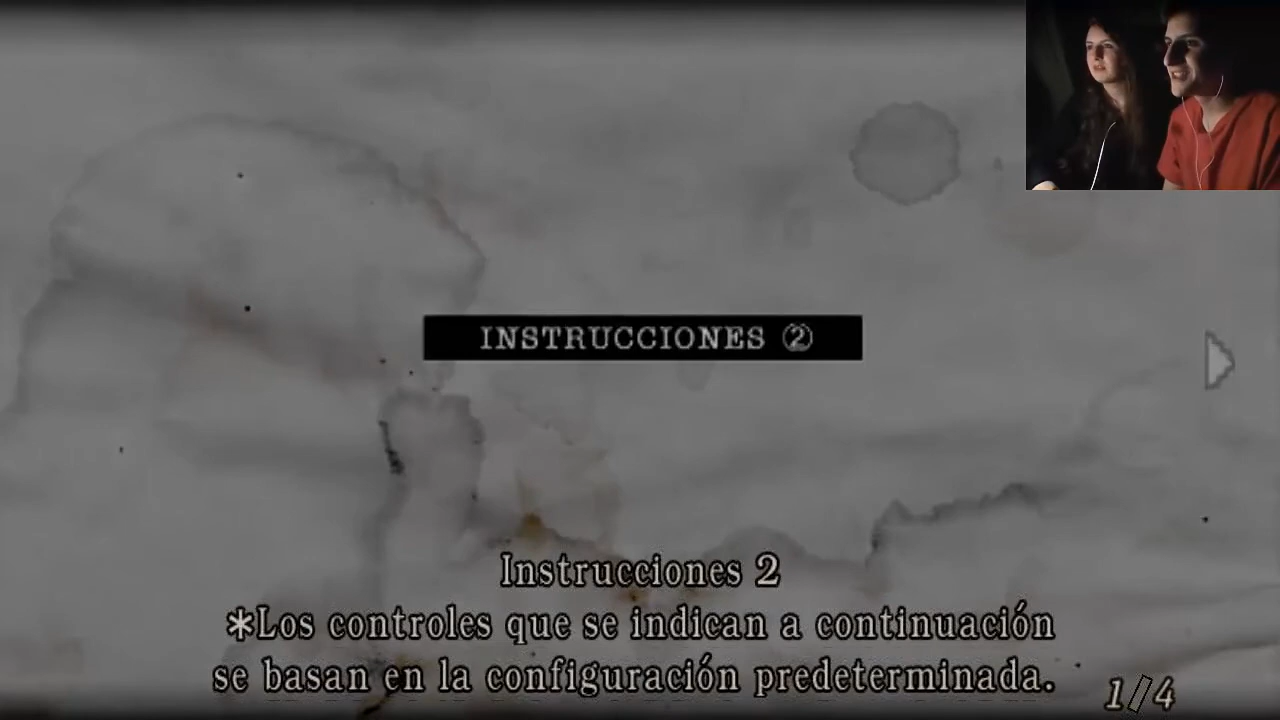 INSTRUCCIONES ②
Instrucciones 2
*Los controles que se indican a continuación
se basan en la configuración predeterminada.
1/4